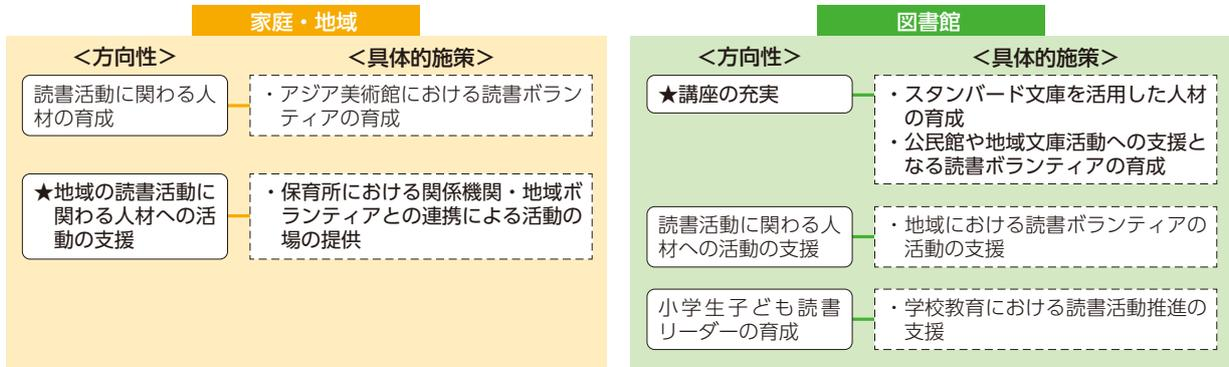 家庭・地域
＜方向性＞
＜具体的施策＞
読書活動に関わる人
材の育成
・アジア美術館における読書ボラン
ティアの育成
★地域の読書活動に
関わる人材への活
動の支援
・保育所における関係機関・地域ボ
ランティアとの連携による活動の
場の提供
図書館
＜方向性＞
＜具体的施策＞
★講座の充実
・スタンバード文庫を活用した人材
の育成
・公民館や地域文庫活動への支援と
なる読書ボランティアの育成
読書活動に関わる人
材への活動の支援
・地域における読書ボランティアの
活動の支援
小学生子ども読書
リーダーの育成
・学校教育における読書活動推進の
支援